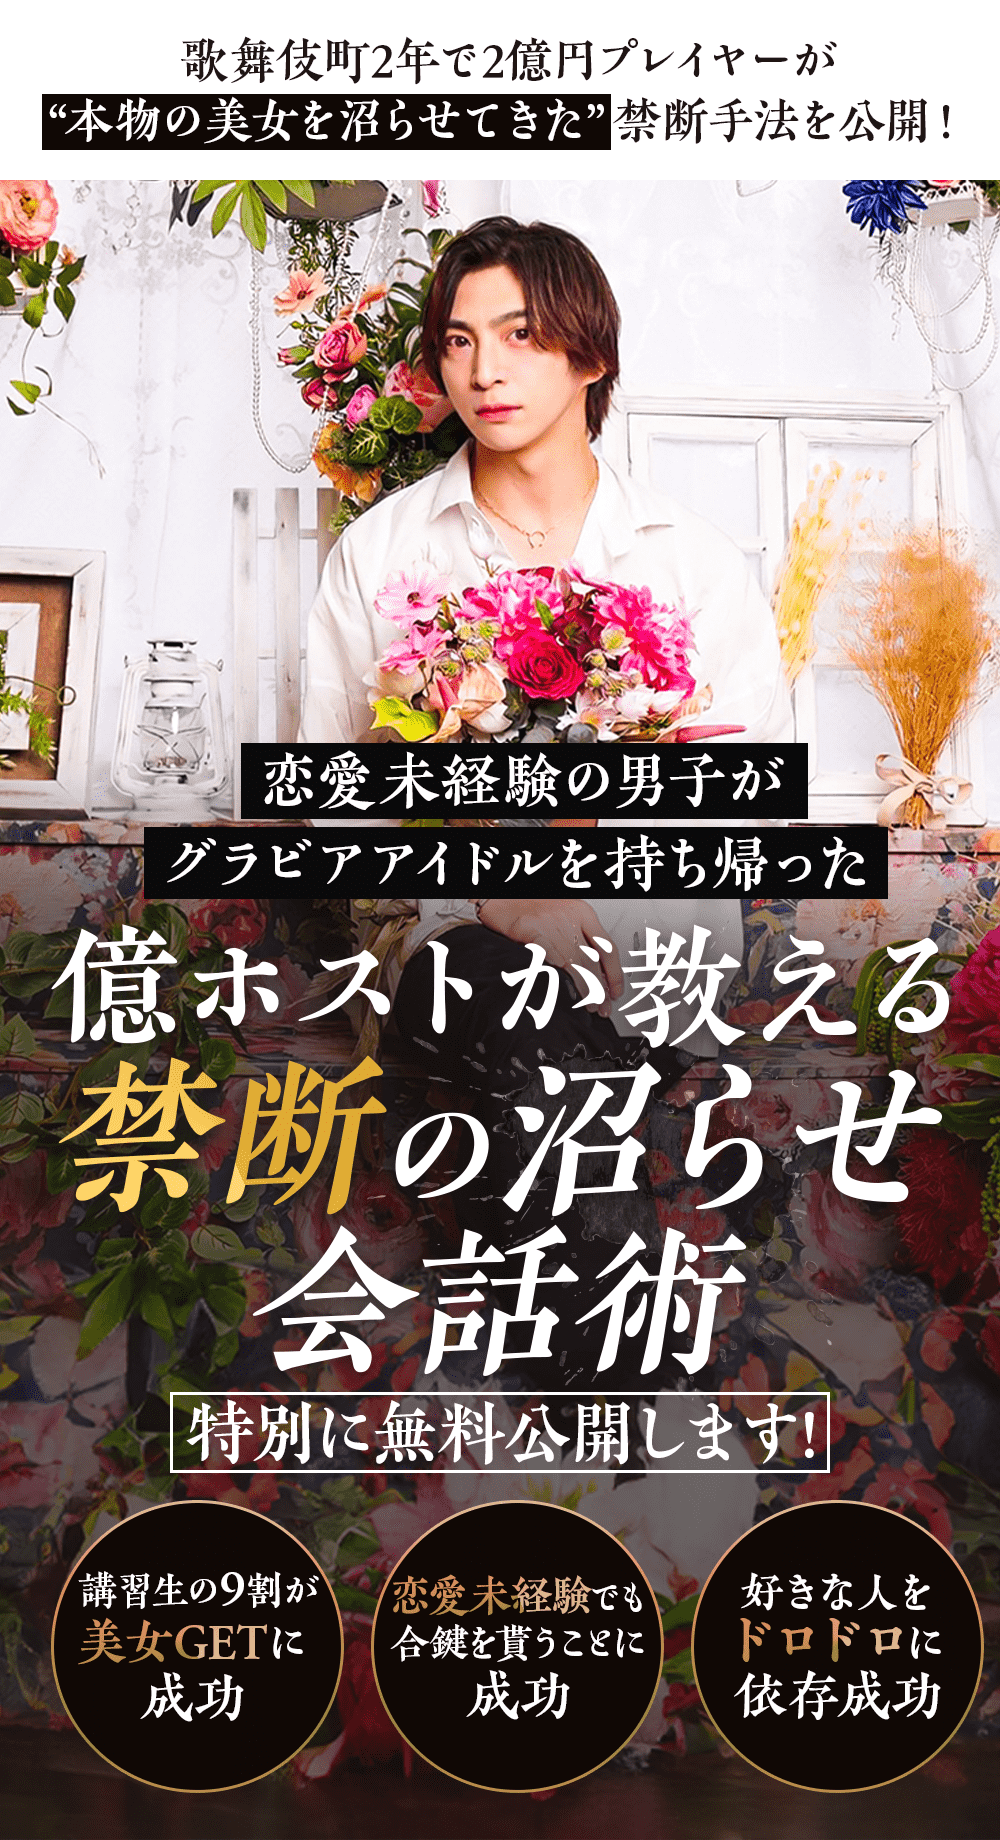 歌舞伎町2年で2億円プレイヤーが
“本物の美女を沼らせてきた”禁断手法を公開！
恋愛未経験の男子が
グラビアアイドルを持ち帰った
億ホストが教える
禁断の沼らせ
会話術
特別に無料公開します!
講習生の9割が
美女GETに
成功
恋愛未経験でも
合鍵を貰うことに
成功
好きな人を
ドロドロに
依存成功